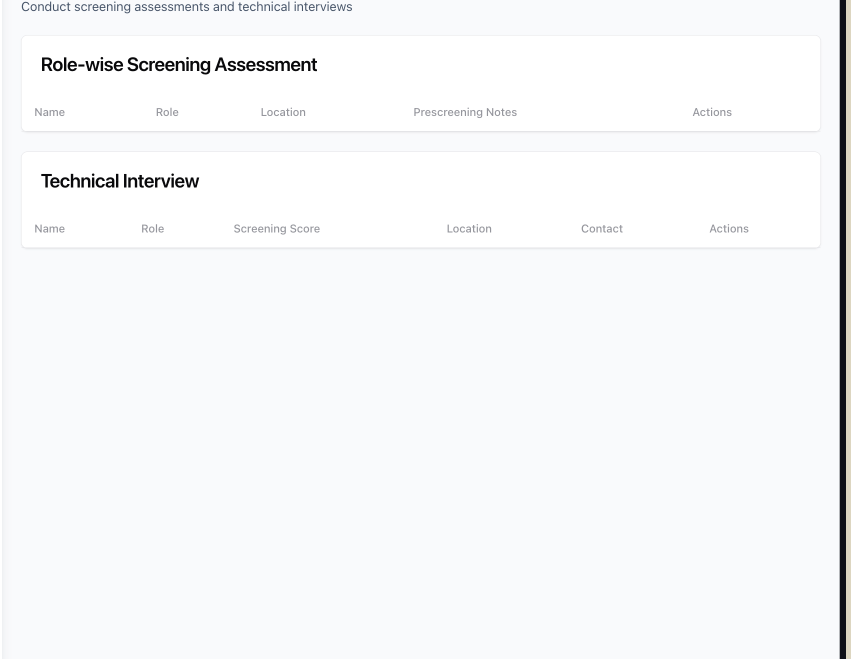 Conduct screening assessments and technical interviews
Role-wise Screening Assessment
Name Role Location Prescreening Notes Actions
Technical Interview
Name Role Screening Score Location Contact Actions